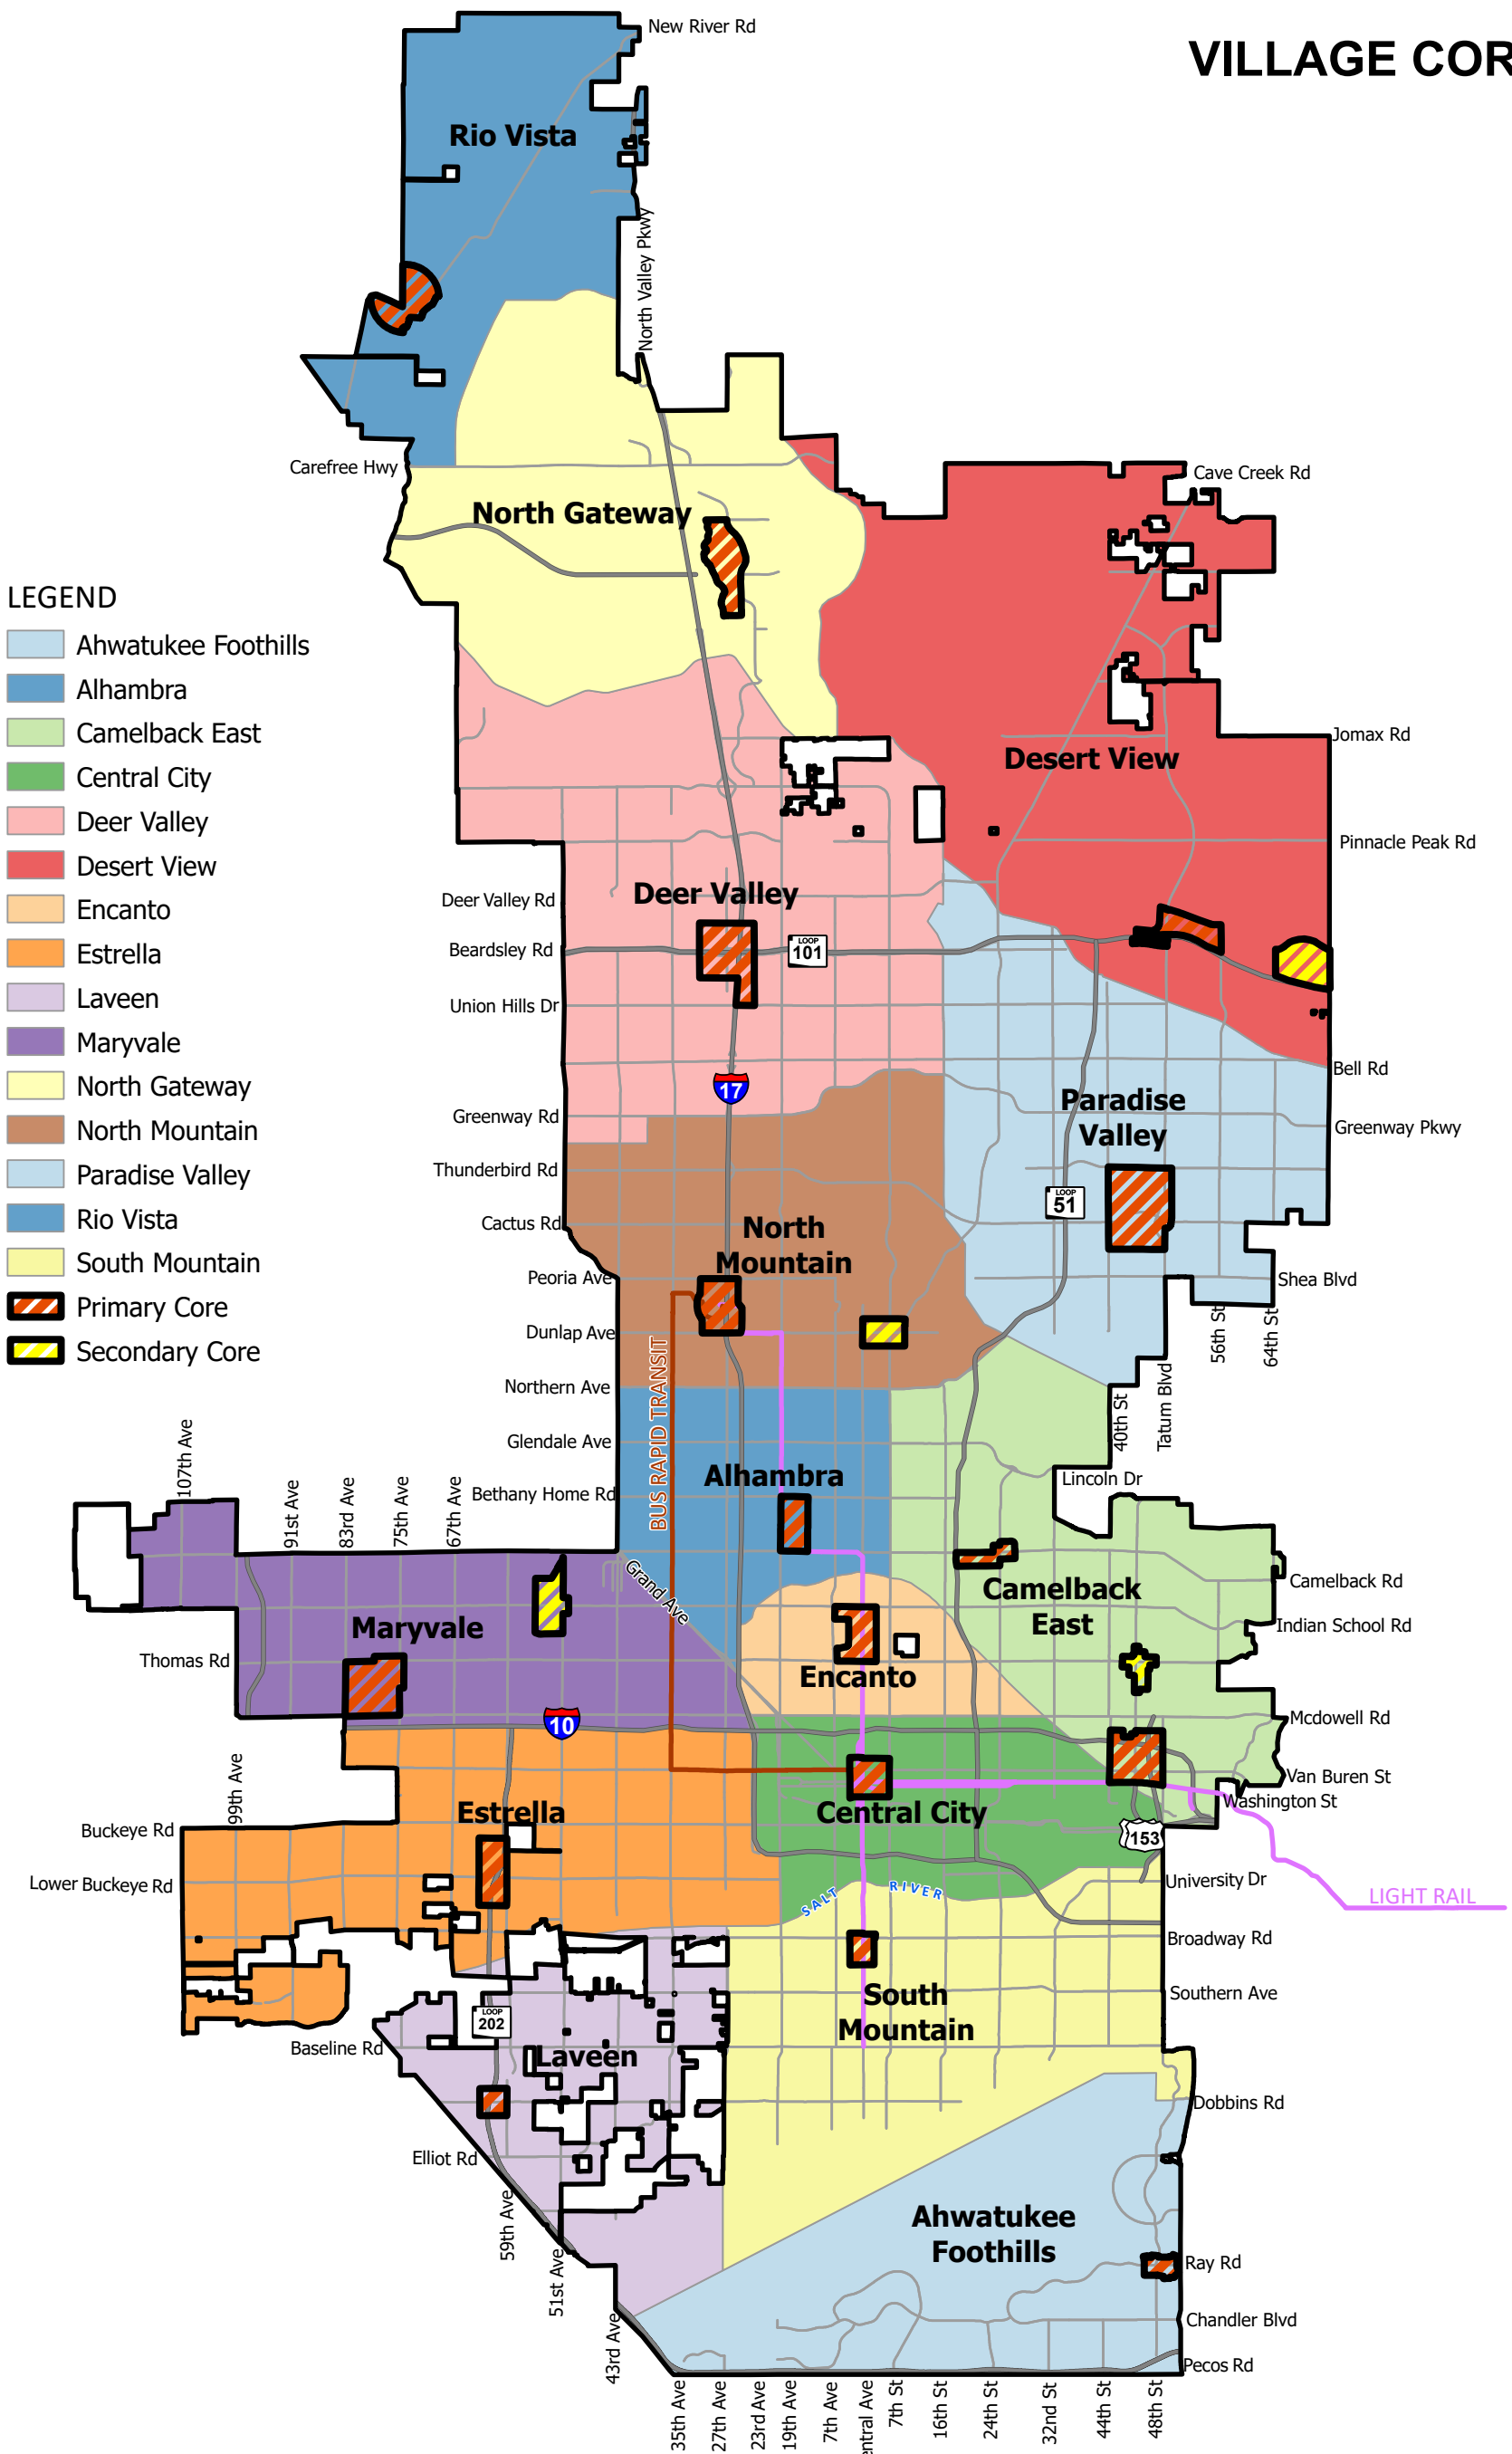 VILLAGE COR
New River Rd
Rio Vista
North Valley Pkwy
Carefree Hwy
Cave Creek Rd
North Gateway
LEGEND
Ahwatukee Foothills
Alhambra
Camelback East
Central City
Deer Valley
Desert View
Encanto
Estrella
Laveen
Maryvale
North Gateway
North Mountain
Paradise Valley
Rio Vista
South Mountain
Primary Core
Secondary Core
Jomax Rd
Desert View
Pinnacle Peak Rd
Deer Valley
Deer Valley Rd
Beardsley Rd
LOOP
101
Union Hills Dr
Bell Rd
17
Paradise
Valley
Greenway Rd
Greenway Pkwy
Thunderbird Rd
LOOP
51
Cactus Rd
North
Mountain
Peoria Ave
Shea Blvd
Dunlap Ave
56th St
64th St
BUS RAPID TRANSIT
Northern Ave
40th St
Tatum Blvd
Glendale Ave
107th Ave
91st Ave
83rd Ave
75th Ave
67th Ave
Alhambra
Lincoln Dr
Bethany Home Rd
Grand Ave
Camelback
East
Camelback Rd
Indian School Rd
Maryvale
Thomas Rd
Encanto
10
Mcdowell Rd
99th Ave
Van Buren St
Washington St
Estrella
Central City
Buckeye Rd
153
Lower Buckeye Rd
University Dr
SALT RIVER
LIGHT RAIL
Broadway Rd
South
Mountain
Southern Ave
LOOP
202
Baseline Rd
Laveen
Dobbins Rd
Elliot Rd
59th Ave
51st Ave
Ahwatukee
Foothills
Ray Rd
43rd Ave
Chandler Blvd
Pecos Rd
35th Ave
27th Ave
23rd Ave
19th Ave
7th Ave
entral Ave
7th St
16th St
24th St
32nd St
44th St
48th St